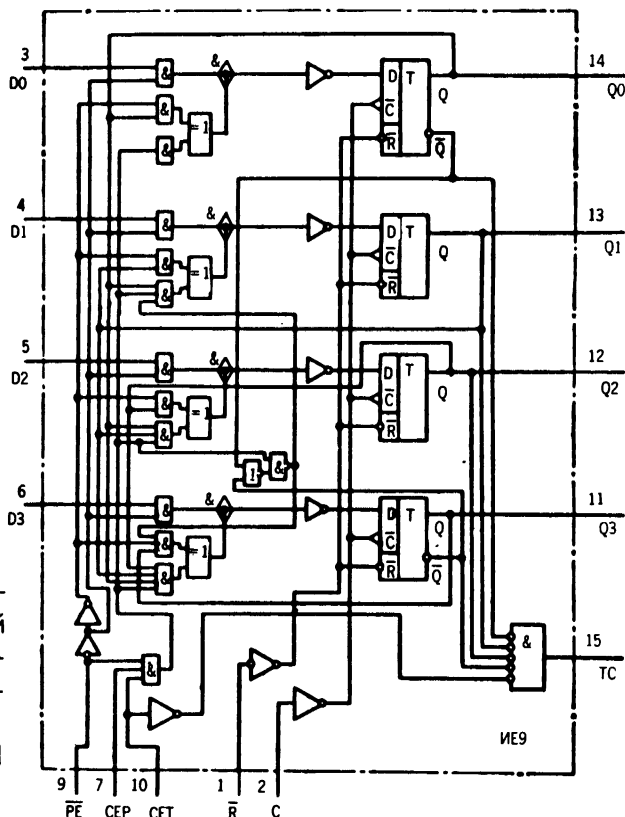 3
D0
&
&
&
&
= 1
D T
C̅
R̅
Q
Q̅
14
Q0
4
D1
&
&
&
&
= 1
D T
C̅
R̅
Q
13
Q1
5
D2
&
&
&
&
= 1
D T
C̅
R̅
Q
12
Q2
1
&
6
D3
&
&
&
&
= 1
D T
C̅
R̅
Q
Q̅
11
Q3
&
&
15
TC
ИЕ9
9
7
10
1
2
P̅E̅
CEP
CET
R̅
C